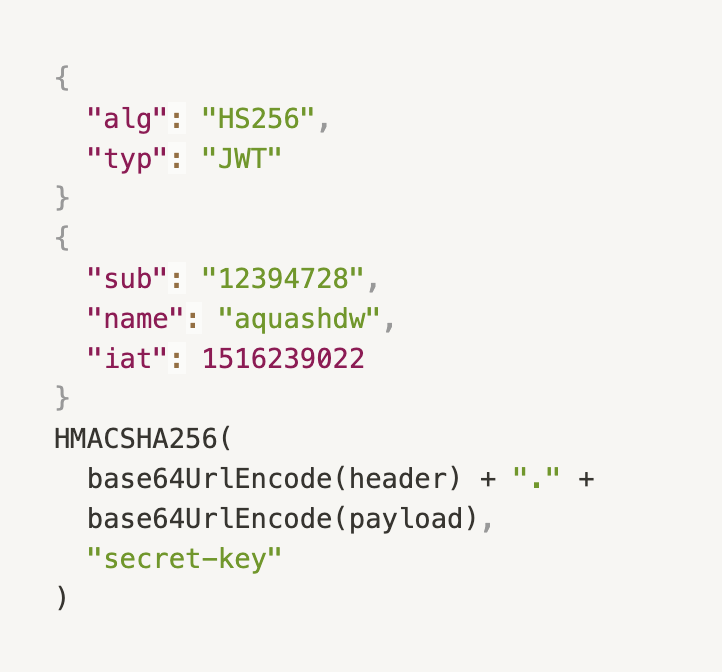 {
  "alg": "HS256",
  "typ": "JWT"
}
{
  "sub": "12394728",
  "name": "aquashdw",
  "iat": 1516239022
}
HMACSHA256(
  base64UrlEncode(header) + "." +
  base64UrlEncode(payload),
  "secret-key"
)